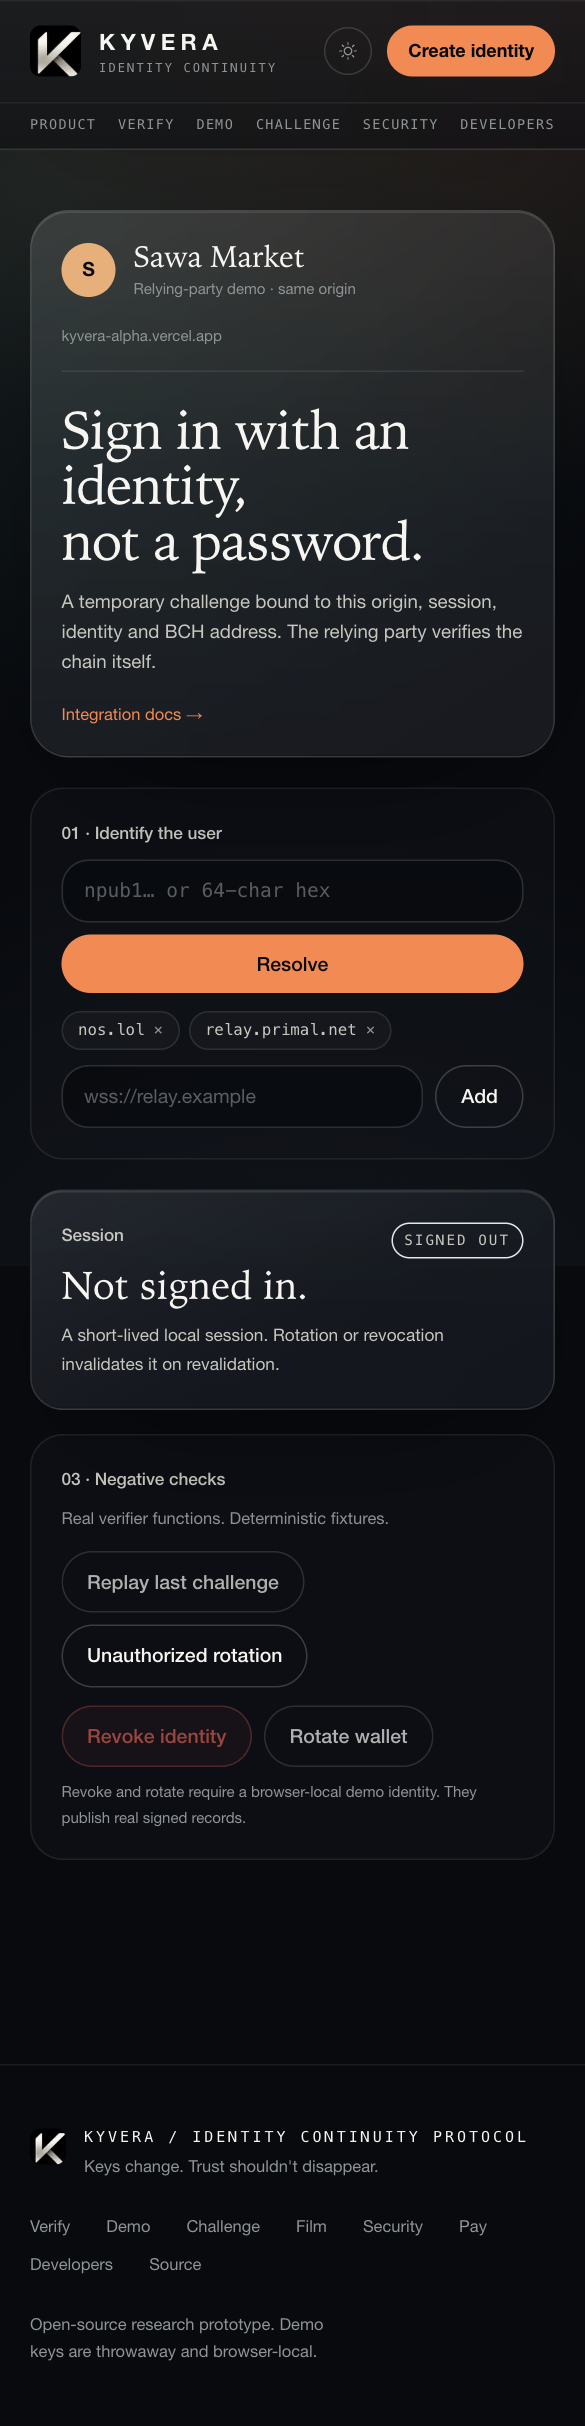 KYVERA
IDENTITY CONTINUITY
Create identity
PRODUCT VERIFY DEMO CHALLENGE SECURITY DEVELOPERS
S
Sawa Market
Relying-party demo · same origin
kyvera-alpha.vercel.app
Sign in with an
identity,
not a password.
A temporary challenge bound to this origin, session,
identity and BCH address. The relying party verifies the
chain itself.
Integration docs →
01 · Identify the user
npub1… or 64-char hex
Resolve
nos.lol × relay.primal.net ×
wss://relay.example Add
Session
SIGNED OUT
Not signed in.
A short-lived local session. Rotation or revocation
invalidates it on revalidation.
03 · Negative checks
Real verifier functions. Deterministic fixtures.
Replay last challenge
Unauthorized rotation
Revoke identity Rotate wallet
Revoke and rotate require a browser-local demo identity. They
publish real signed records.
KYVERA / IDENTITY CONTINUITY PROTOCOL
Keys change. Trust shouldn't disappear.
Verify Demo Challenge Film Security Pay
Developers Source
Open-source research prototype. Demo
keys are throwaway and browser-local.